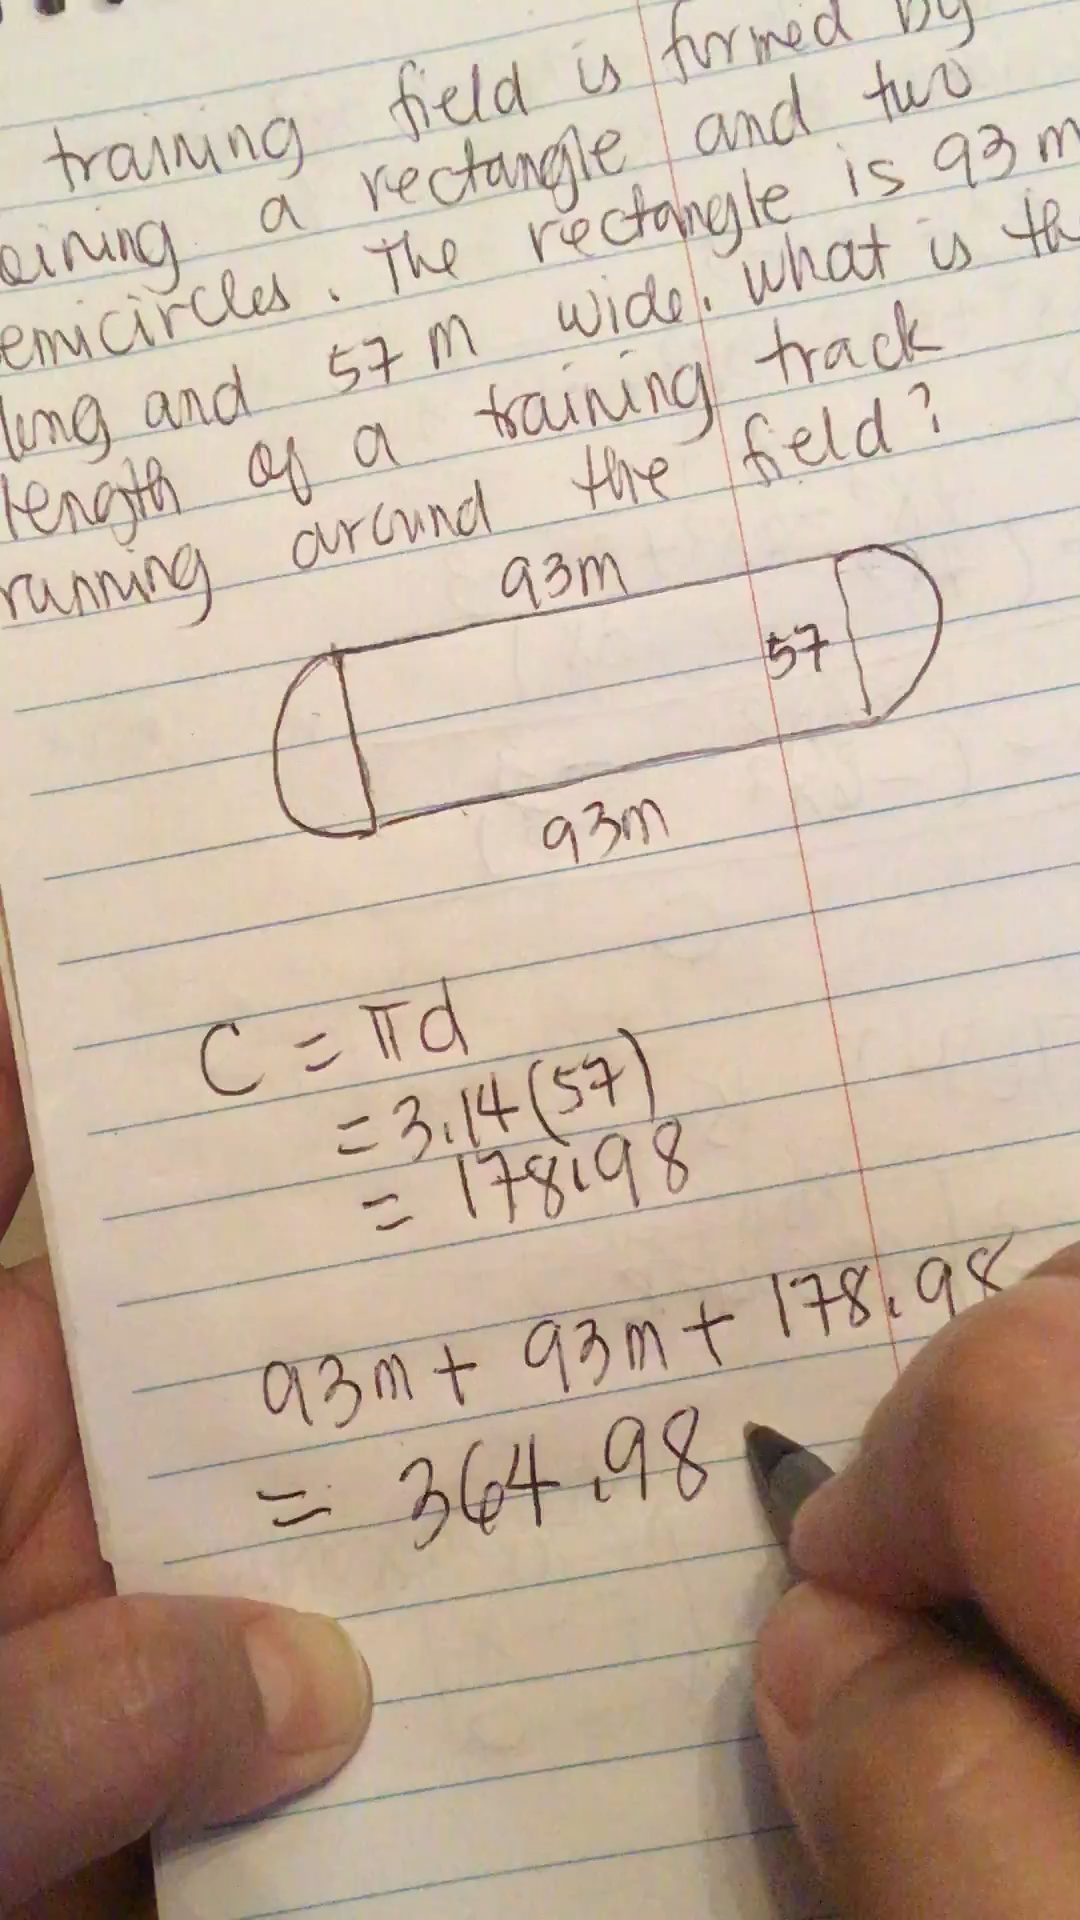 training field is formed by
oining a rectangle and two
emicircles. The rectangle is 93 m
long and 57 m wide. what is th
length of a training track
running around the field?
93m
57
93m
C = πd
= 3.14(57)
= 178.98
93m + 93m + 178.98
= 364.98